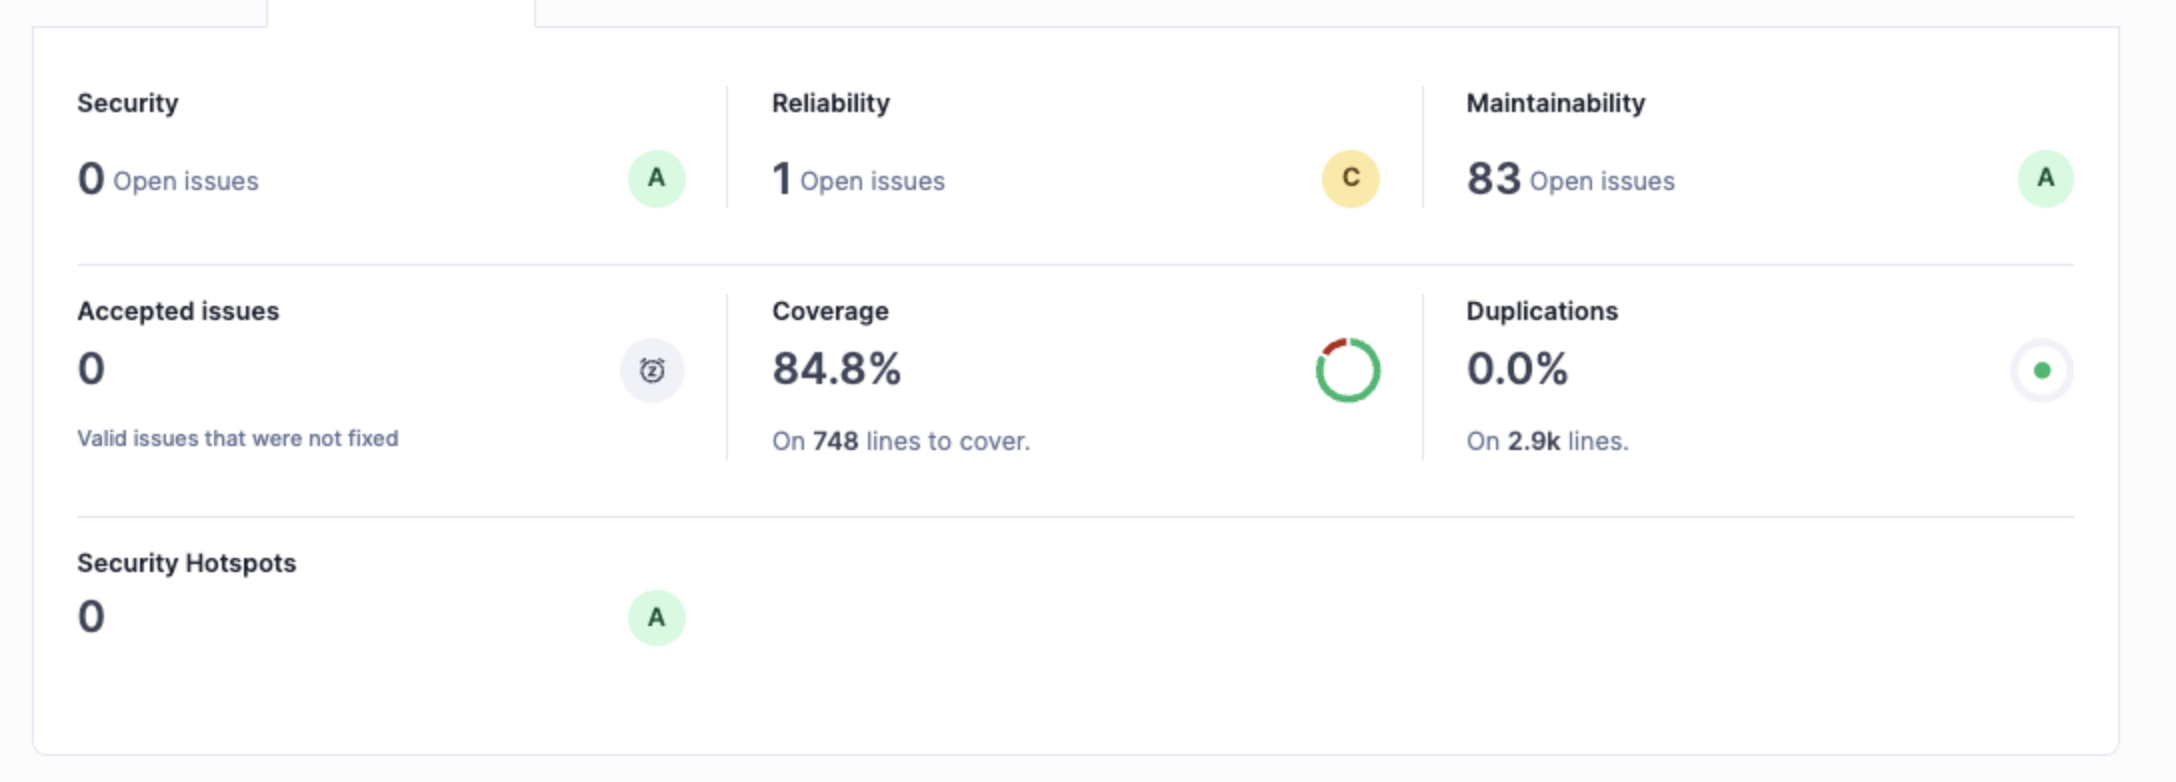 Security
0 Open issues
A
Reliability
1 Open issues
C
Maintainability
83 Open issues
A
Accepted issues
0
Valid issues that were not fixed
Coverage
84.8%
On 748 lines to cover.
Duplications
0.0%
On 2.9k lines.
Security Hotspots
0
A